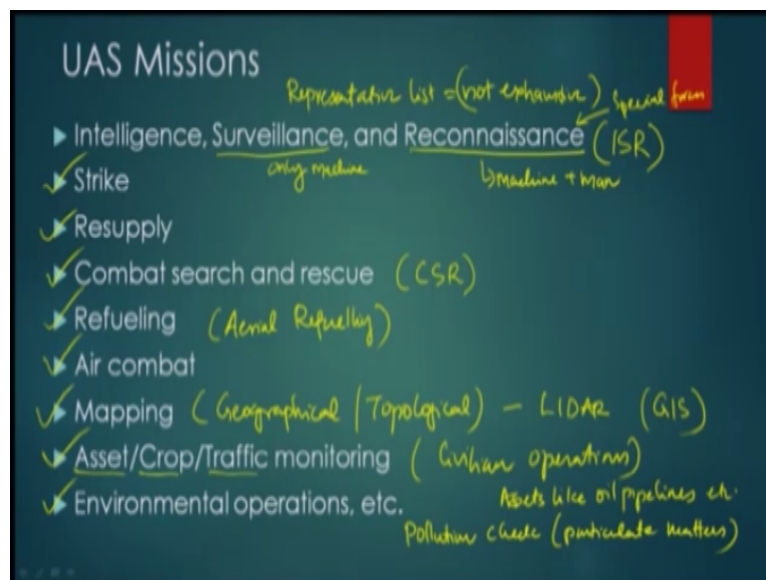 UAS Missions
Representative list = (not exhaustive) Special forces
Intelligence, Surveillance, and Reconnaissance (ISR)
only machine ↳ machine + man
Strike
Resupply
Combat search and rescue (CSR)
Refueling (Aerial Refuelling)
Air combat
Mapping (Geographical / Topological) - LIDAR (GIS)
Asset/Crop/Traffic monitoring (Civilian operations)
Environmental operations, etc. Assets like oil pipelines etc.
Pollution check (particulate matters)